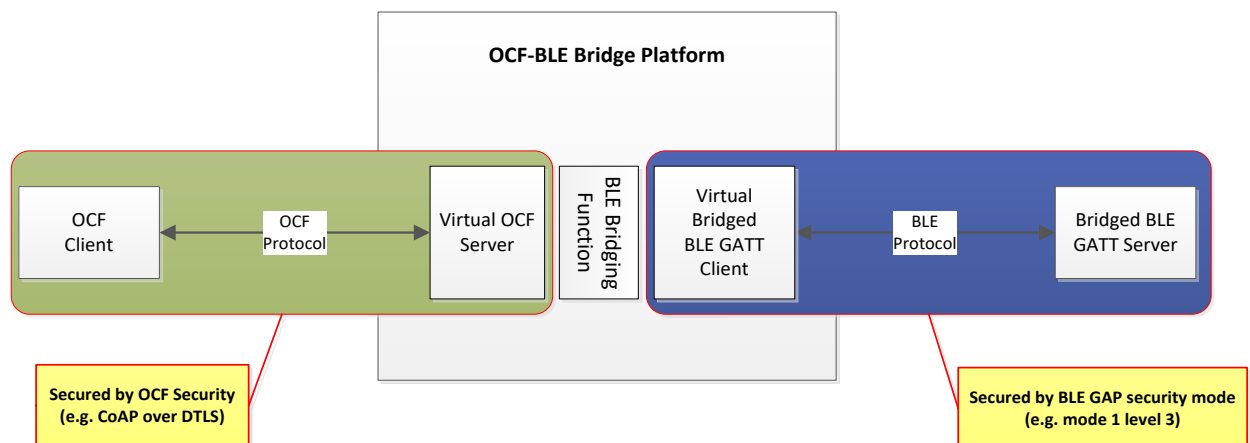 OCF-BLE Bridge Platform
OCF
Client
OCF
Protocol
Virtual OCF
Server
BLE Bridging
Function
Virtual
Bridged
BLE GATT
Client
BLE
Protocol
Bridged BLE
GATT Server
Secured by OCF Security
(e.g. CoAP over DTLS)
Secured by BLE GAP security mode
(e.g. mode 1 level 3)